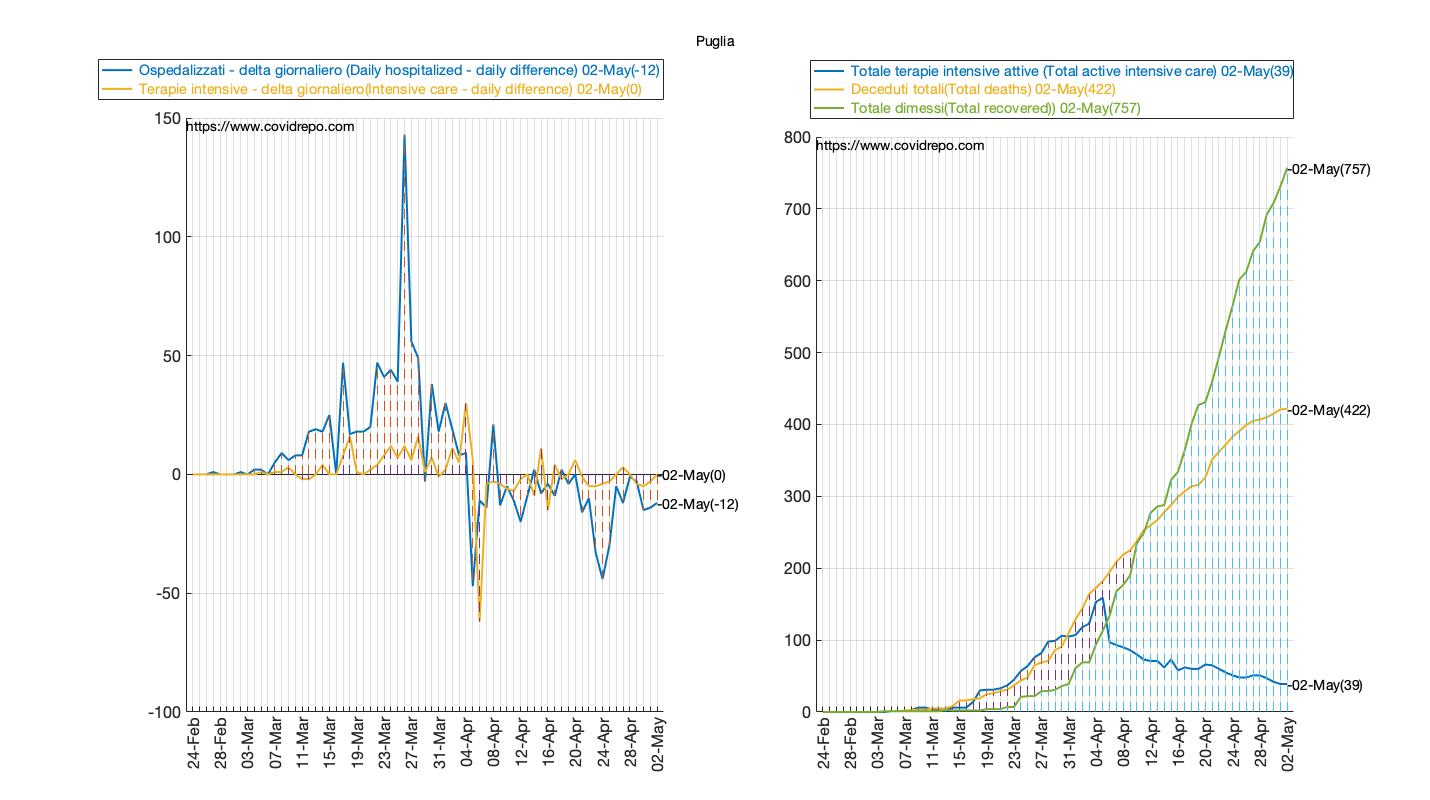 Puglia
Ospedalizzati - delta giornaliero (Daily hospitalized - daily difference) 02-May(-12)
Terapie intensive - delta giornaliero(Intensive care - daily difference) 02-May(0)
https://www.covidrepo.com
150
100
50
0
-50
-100
-02-May(0)
-02-May(-12)
24-Feb
28-Feb
03-Mar
07-Mar
11-Mar
15-Mar
19-Mar
23-Mar
27-Mar
31-Mar
04-Apr
08-Apr
12-Apr
16-Apr
20-Apr
24-Apr
28-Apr
02-May
Totale terapie intensive attive (Total active intensive care) 02-May(39)
Deceduti totali(Total deaths) 02-May(422)
Totale dimessi(Total recovered)) 02-May(757)
https://www.covidrepo.com
800
700
600
500
400
300
200
100
0
-02-May(757)
-02-May(422)
-02-May(39)
24-Feb
28-Feb
03-Mar
07-Mar
11-Mar
15-Mar
19-Mar
23-Mar
27-Mar
31-Mar
04-Apr
08-Apr
12-Apr
16-Apr
20-Apr
24-Apr
28-Apr
02-May